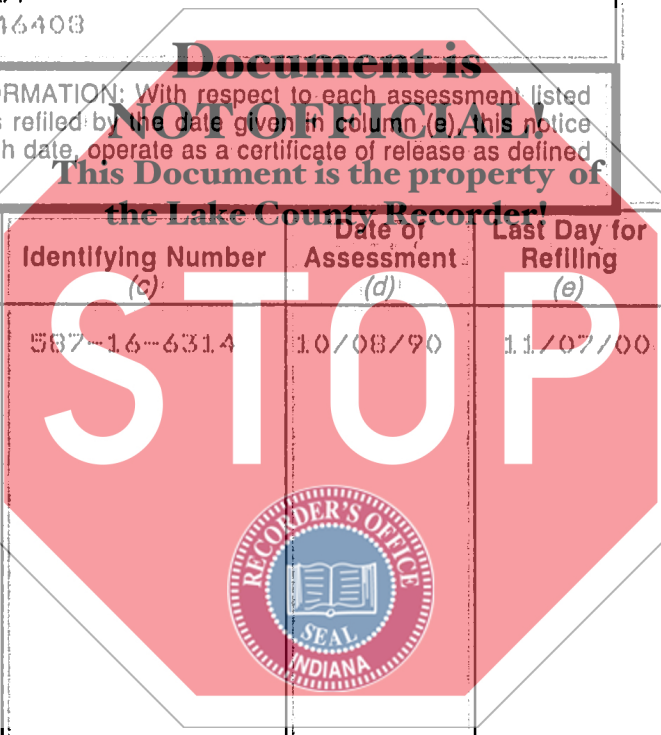 Document is
RMATION: With respect to each assessment listed
NOT OFFICIAL!
refiled by the date given in column (e), this notice
h date, operate as a certificate of release as defined
This Document is the property of
the Lake County Recorder!
Identifying Number
(c)
Date of
Assessment
(d)
Last Day for
Refiling
(e)
587-16-6314
10/08/90
11/07/00
STOP
RECORDER'S OFFICE
SEAL
INDIANA